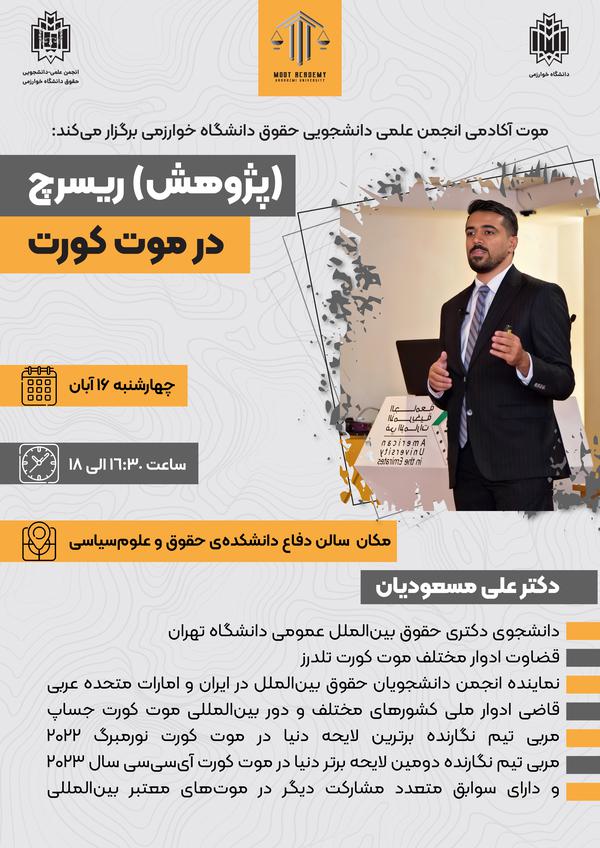 انجمن علمی-دانشجویی
حقوق دانشگاه خوارزمی
MOOT ACADEMY
KHARAZMI UNIVERSITY
دانشگاه خوارزمی
موت آکادمی انجمن علمی دانشجویی حقوق دانشگاه خوارزمی برگزار می‌کند:
(پژوهش) ریسرچ
در موت کورت
چهارشنبه ۱۶ آبان
ساعت ۱۶:۳۰ الی ۱۸
مکان سالن دفاع دانشکده‌ی حقوق و علوم‌سیاسی
American
University
in the Emirates
دکتر علی مسعودیان
دانشجوی دکتری حقوق بین‌الملل عمومی دانشگاه تهران
قضاوت ادوار مختلف موت کورت تلدرز
نماینده انجمن دانشجویان حقوق بین‌الملل در ایران و امارات متحده عربی
قاضی ادوار ملی کشورهای مختلف و دور بین‌المللی موت کورت جساپ
مربی تیم نگارنده برترین لایحه دنیا در موت کورت نورمبرگ ۲۰۲۲
مربی تیم نگارنده دومین لایحه برتر دنیا در موت کورت آی‌سی‌سی سال ۲۰۲۳
و دارای سوابق متعدد مشارکت دیگر در موت‌های معتبر بین‌المللی